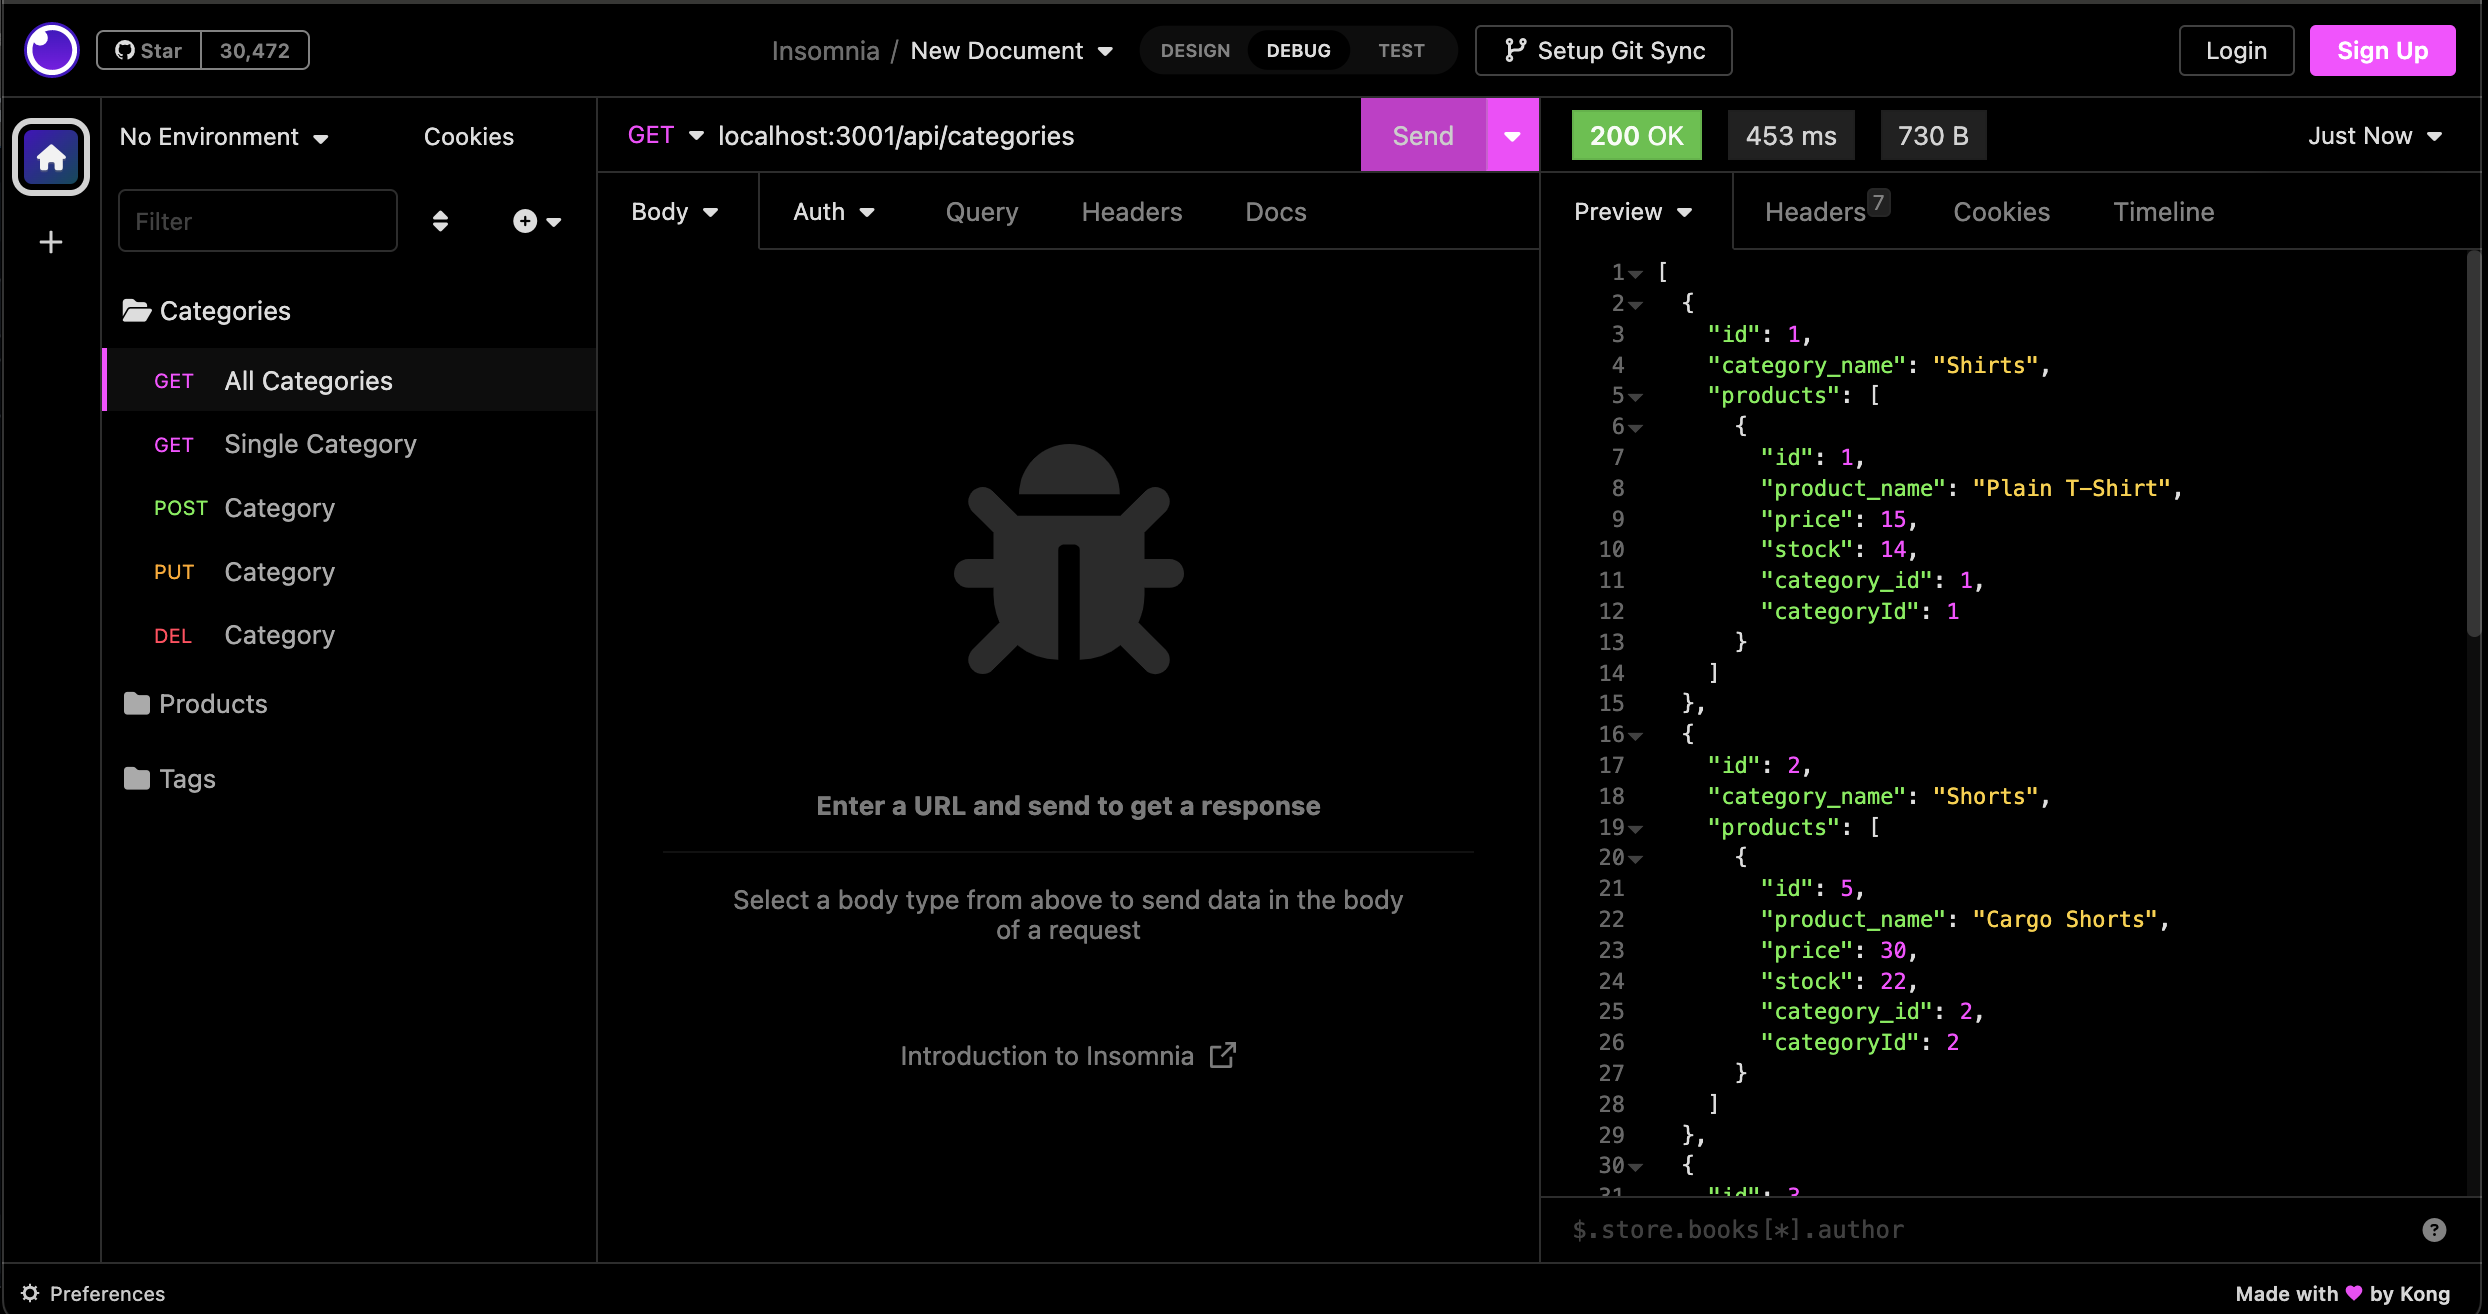 Star 30,472
Insomnia / New Document
DESIGN DEBUG TEST
Setup Git Sync
Login
Sign Up
No Environment
Cookies
Filter
Categories
GET All Categories
GET Single Category
POST Category
PUT Category
DEL Category
Products
Tags
GET localhost:3001/api/categories
Send
Body Auth Query Headers Docs
Enter a URL and send to get a response
Select a body type from above to send data in the body
of a request
Introduction to Insomnia
200 OK 453 ms 730 B Just Now
Preview Headers 7 Cookies Timeline
1 [
2 {
3 "id": 1,
4 "category_name": "Shirts",
5 "products": [
6 {
7 "id": 1,
8 "product_name": "Plain T-Shirt",
9 "price": 15,
10 "stock": 14,
11 "category_id": 1,
12 "categoryId": 1
13 }
14 ]
15 },
16 {
17 "id": 2,
18 "category_name": "Shorts",
19 "products": [
20 {
21 "id": 5,
22 "product_name": "Cargo Shorts",
23 "price": 30,
24 "stock": 22,
25 "category_id": 2,
26 "categoryId": 2
27 }
28 ]
29 },
30 {
31 "id": 3
$.store.books[*].author
?
Preferences
Made with ♥ by Kong